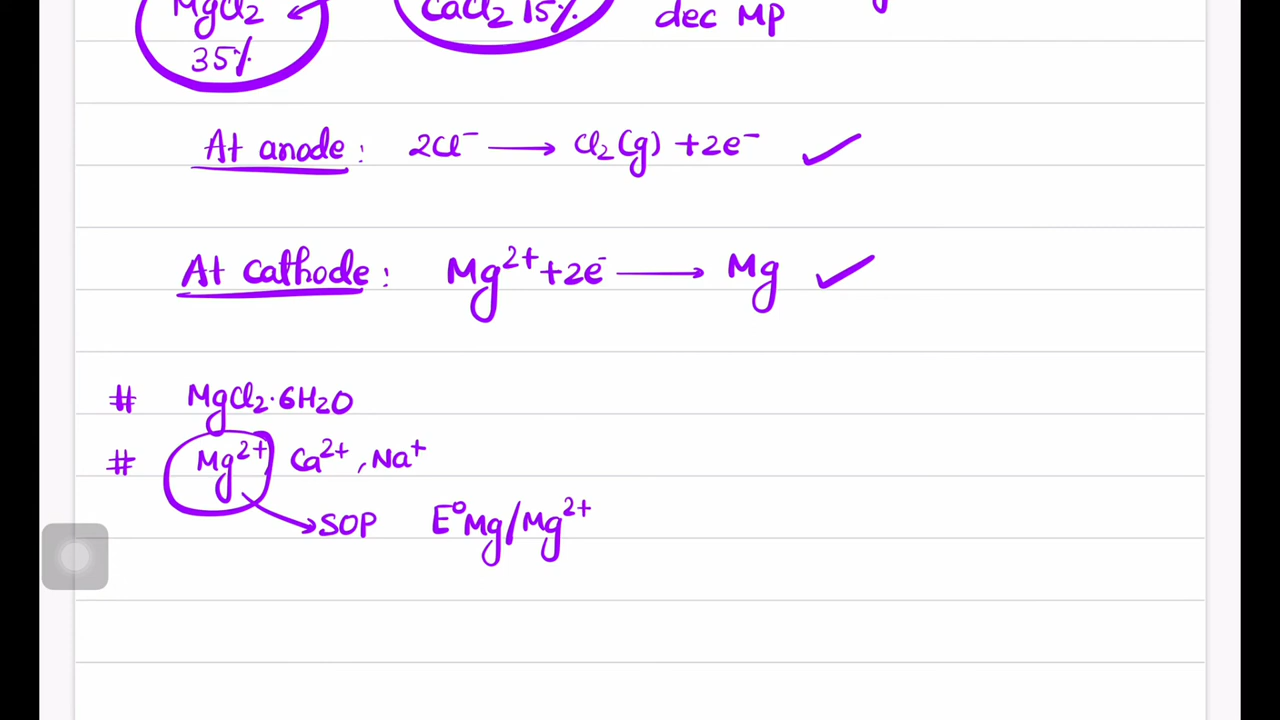 MgCl₂ CaCl₂ 15%. dec MP
35%.
At anode : 2Cl⁻ ⟶ Cl₂(g) +2e⁻ ✓
At Cathode : Mg²⁺+2e⁻ ⟶ Mg ✓
# MgCl₂·6H₂O
# Mg²⁺ Ca²⁺, Na⁺
→SOP E⁰Mg/Mg²⁺